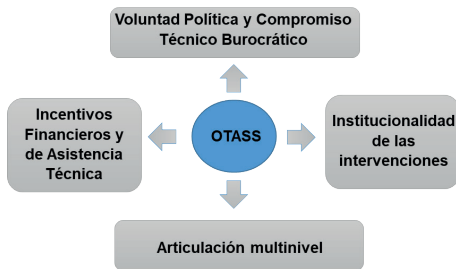 Voluntad Política y Compromiso
Técnico Burocrático
Incentivos
Financieros y
de Asistencia
Técnica
OTASS
Institucionalidad
de las
intervenciones
Articulación multinivel